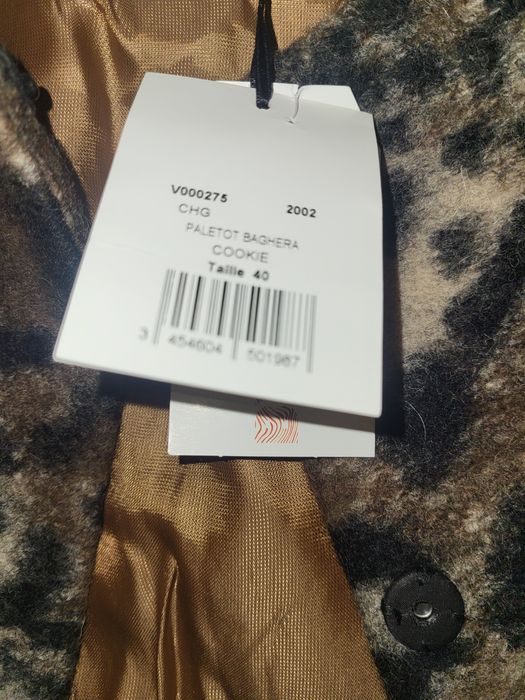 V000275 2002
CHG
PALETOT BAGHERA
COOKIE
Taille 40
3 454604 501987